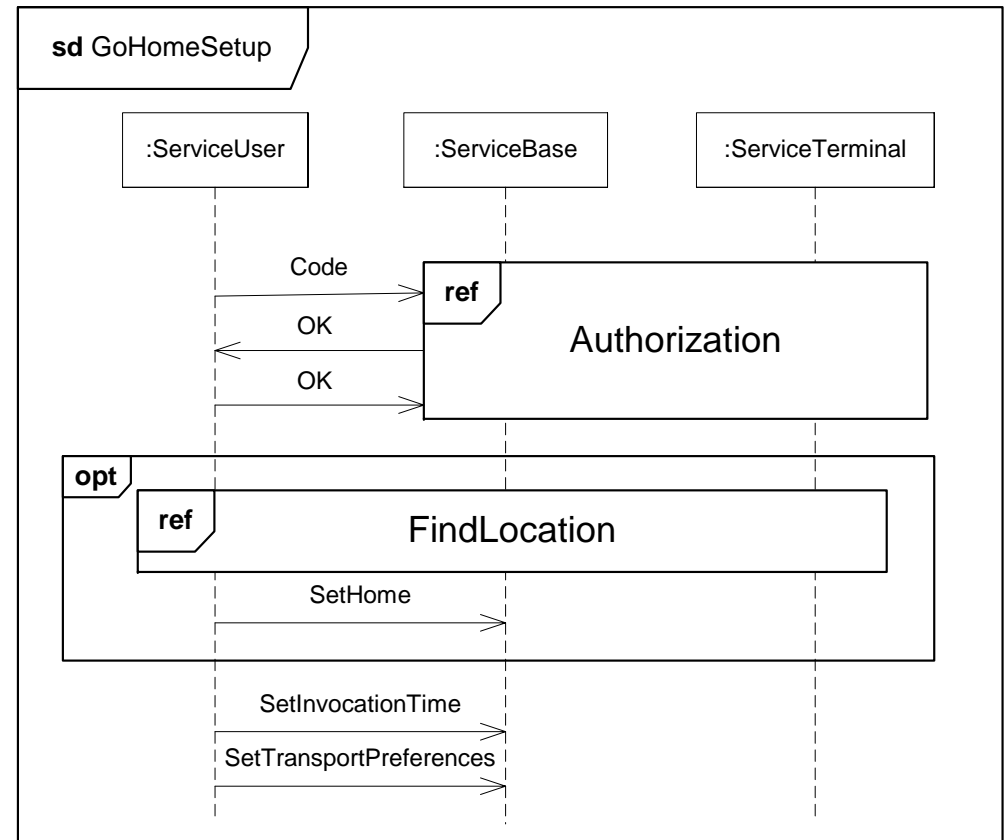 sd GoHomeSetup
:ServiceUser
:ServiceBase
:ServiceTerminal
Code
ref
Authorization
OK
OK
opt
ref
FindLocation
SetHome
SetInvocationTime
SetTransportPreferences